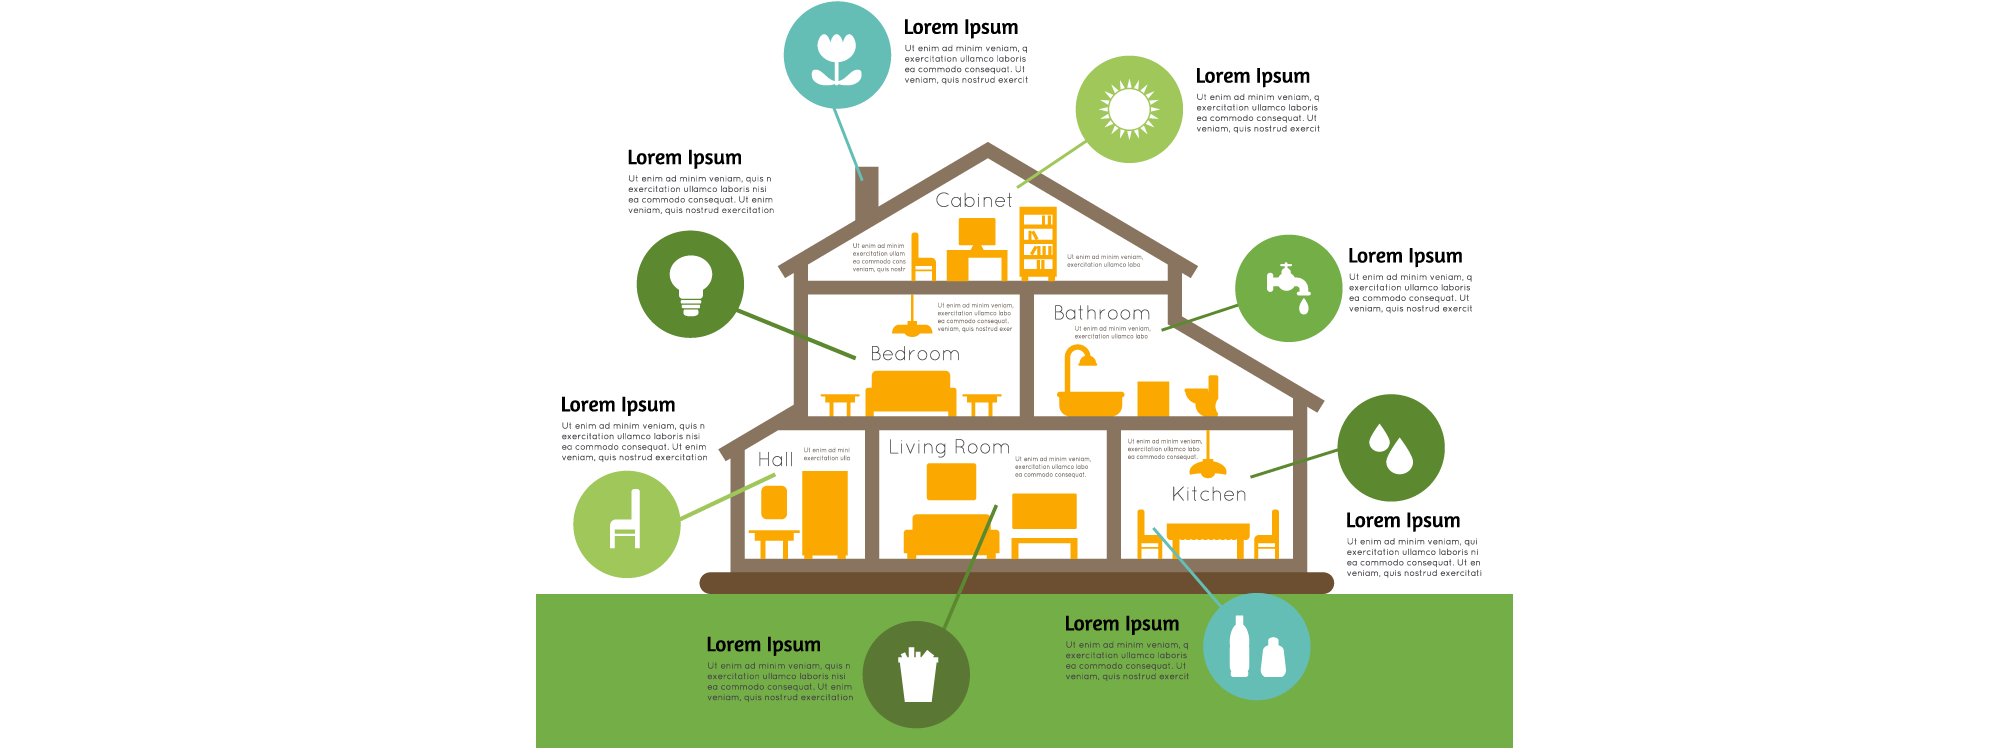 Lorem Ipsum
Ut enim ad minim veniam, q
exercitation ullamco laboris
ea commodo consequat. Ut
veniam, quis nostrud exercit
Lorem Ipsum
Ut enim ad minim veniam, q
exercitation ullamco laboris
ea commodo consequat. Ut
veniam, quis nostrud exercit
Lorem Ipsum
Ut enim ad minim veniam, quis n
exercitation ullamco laboris nisi
ea commodo consequat. Ut enim
veniam, quis nostrud exercitation
Cabinet
Ut enim ad minim
exercitation ullam
ea commodo cons
veniam, quis nostr
Ut enim ad minim veniam,
exercitation ullamco labo
Lorem Ipsum
Ut enim ad minim veniam, q
exercitation ullamco laboris
ea commodo consequat. Ut
veniam, quis nostrud exercit
Ut enim ad minim veniam,
exercitation ullamco labo
ea commodo consequat.
veniam, quis nostrud exer
Bedroom
Bathroom
Ut enim ad minim veniam,
exercitation ullamco labo
Lorem Ipsum
Ut enim ad minim veniam, quis n
exercitation ullamco laboris nisi
ea commodo consequat. Ut enim
veniam, quis nostrud exercitation
Hall
Ut enim ad mini
exercitation ulla
Living Room
Ut enim ad minim veniam,
exercitation ullamco labo
ea commodo consequat.
Ut enim ad minim veniam,
exercitation ullamco labo
ea commodo consequat.
Kitchen
Lorem Ipsum
Ut enim ad minim veniam, qui
exercitation ullamco laboris ni
ea commodo consequat. Ut en
veniam, quis nostrud exercitati
Lorem Ipsum
Ut enim ad minim veniam, quis n
exercitation ullamco laboris nisi
ea commodo consequat. Ut enim
veniam, quis nostrud exercitation
Lorem Ipsum
Ut enim ad minim veniam, q
exercitation ullamco laboris
ea commodo consequat. Ut
veniam, quis nostrud exercit